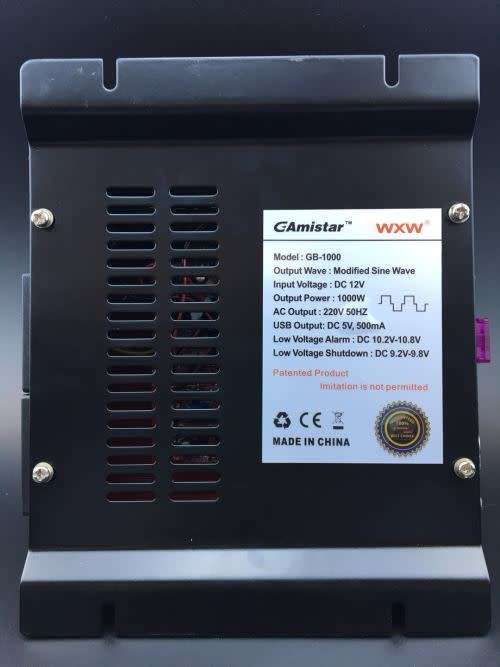 GAmistar™ WXW®
Model : GB-1000
Output Wave : Modified Sine Wave
Input Voltage : DC 12V
Output Power : 1000W
AC Output : 220V 50HZ
USB Output: DC 5V, 500mA
Low Voltage Alarm : DC 10.2V-10.8V
Low Voltage Shutdown : DC 9.2V-9.8V
Patented Product
Imitation is not permitted
CE
100%
MADE IN CHINA